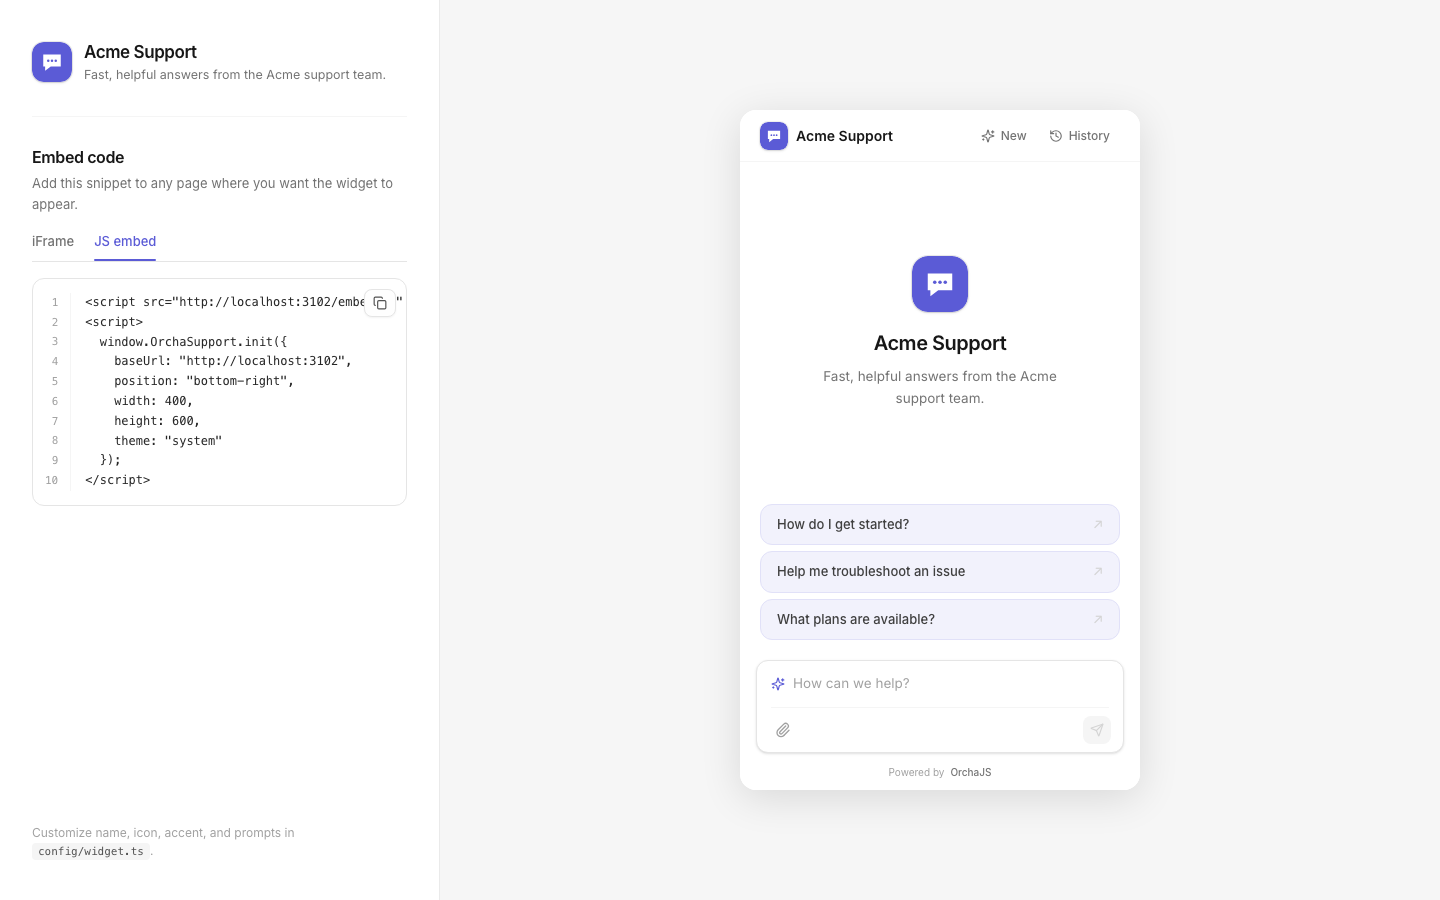 Acme Support
Fast, helpful answers from the Acme support team.
Embed code
Add this snippet to any page where you want the widget to
appear.
iFrame
JS embed
1 <script src="http://localhost:3102/embe
2 <script>
3 window.OrchaSupport.init({
4 baseUrl: "http://localhost:3102",
5 position: "bottom-right",
6 width: 400,
7 height: 600,
8 theme: "system"
9 });
10 </script>
Customize name, icon, accent, and prompts in
config/widget.ts.
Acme Support
New
History
Acme Support
Fast, helpful answers from the Acme
support team.
How do I get started?
Help me troubleshoot an issue
What plans are available?
How can we help?
Powered by OrchaJS